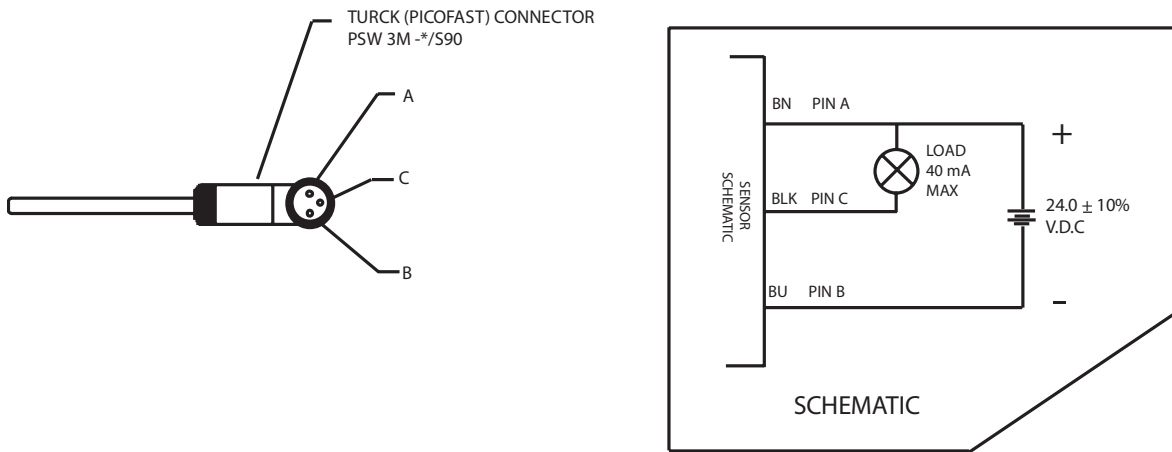 TURCK (PICOFAST) CONNECTOR
PSW 3M -*/S90
A
C
B
BN PIN A
+
LOAD
40 mA
MAX
SENSOR
SCHEMATIC
BLK PIN C
24.0 ± 10%
V.D.C
BU PIN B
–
SCHEMATIC